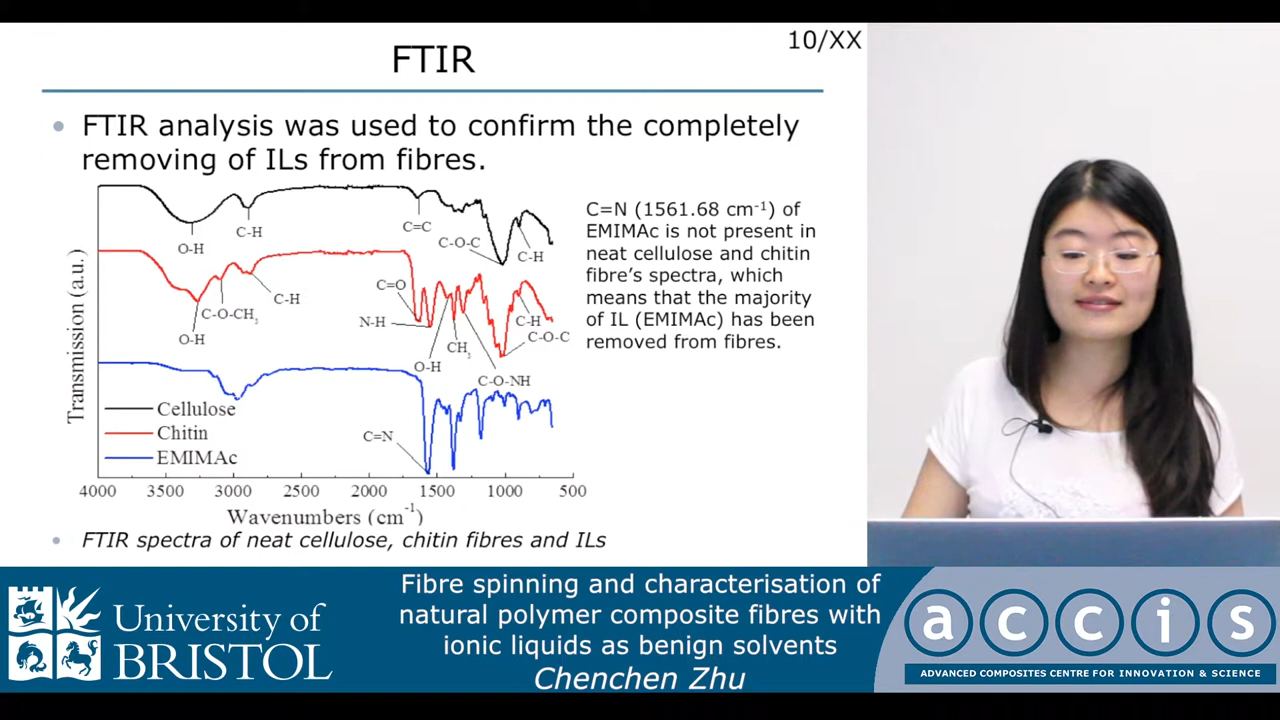 10/XX
FTIR
• FTIR analysis was used to confirm the completely
removing of ILs from fibres.
C=N (1561.68 cm-1) of
EMIMAc is not present in
neat cellulose and chitin
fibre's spectra, which
means that the majority
of IL (EMIMAc) has been
removed from fibres.
Transmission (a.u.)
O-H
C-H
C=C
C-O-C
C-H
O-H
C-O-CH3
C-H
C=O
N-H
O-H
CH3
C-O-NH
C-H
C-O-C
C=N
Cellulose
Chitin
EMIMAc
4000 3500 3000 2500 2000 1500 1000 500
Wavenumbers (cm-1)
• FTIR spectra of neat cellulose, chitin fibres and ILs
University of
BRISTOL
Fibre spinning and characterisation of
natural polymer composite fibres with
ionic liquids as benign solvents
Chenchen Zhu
accis
ADVANCED COMPOSITES CENTRE FOR INNOVATION & SCIENCE